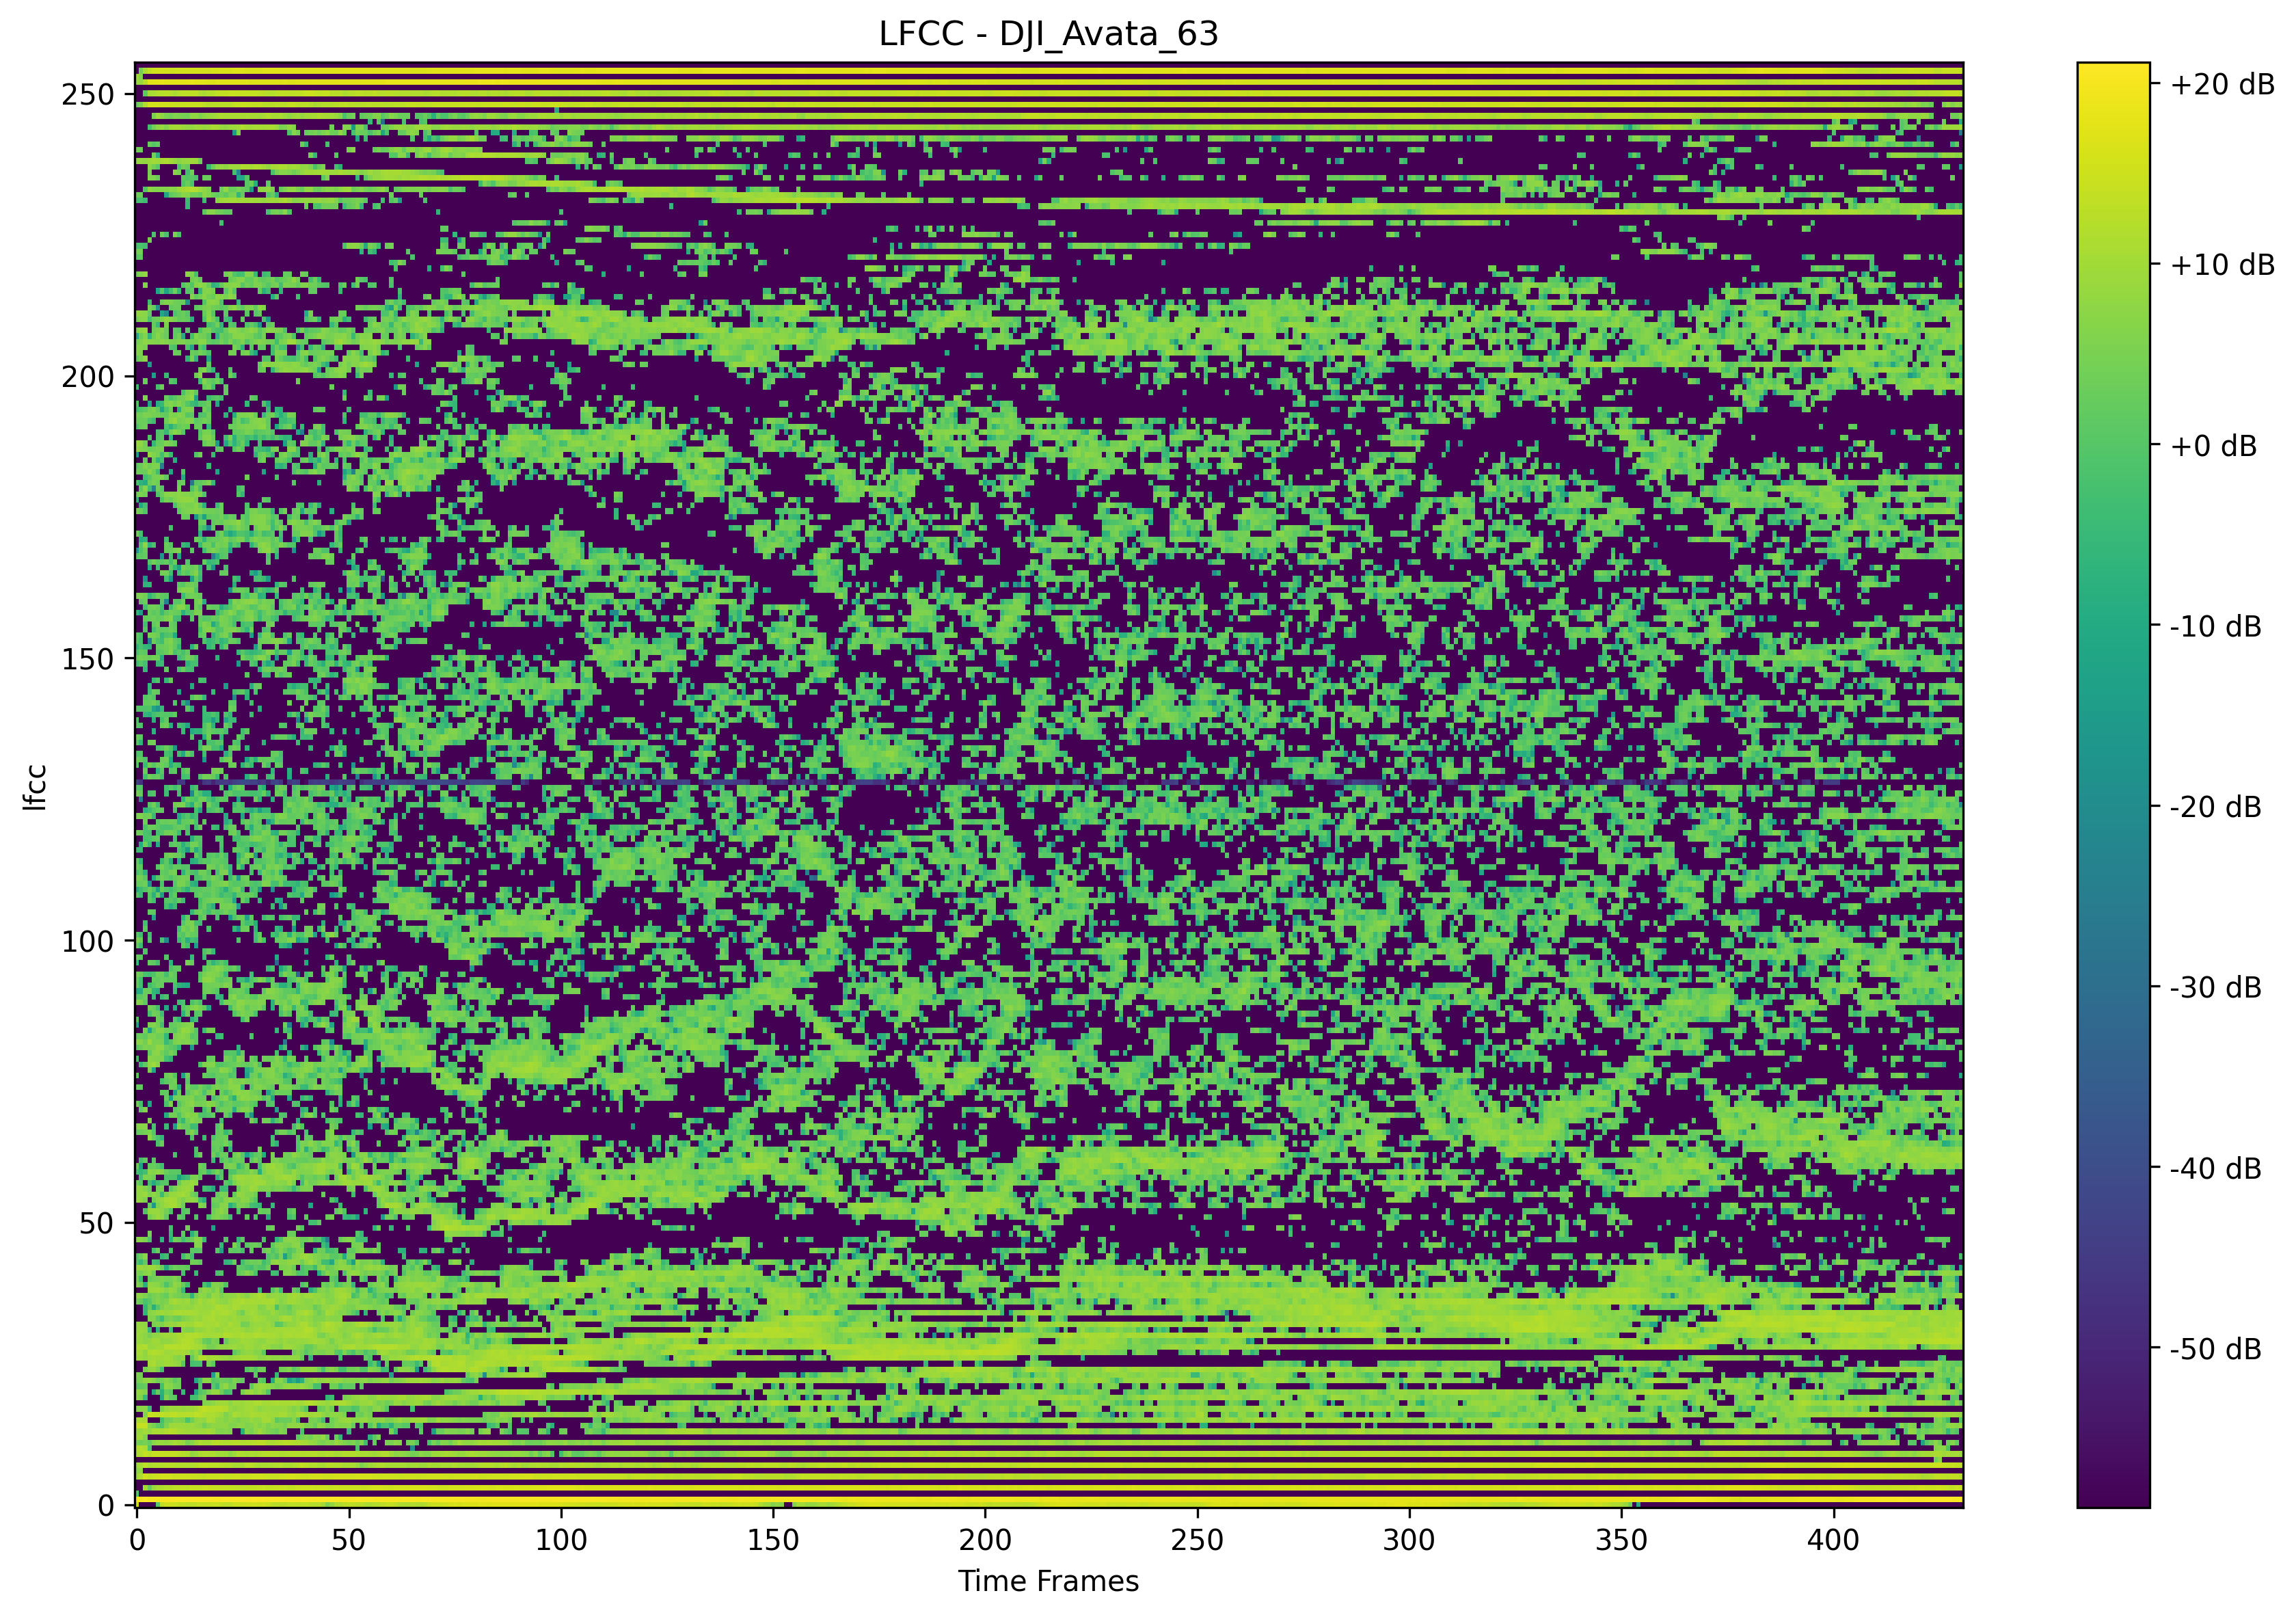 LFCC - DJI_Avata_63
250
200
150
100
50
0
lfcc
0 50 100 150 200 250 300 350 400
Time Frames
+20 dB
+10 dB
+0 dB
-10 dB
-20 dB
-30 dB
-40 dB
-50 dB